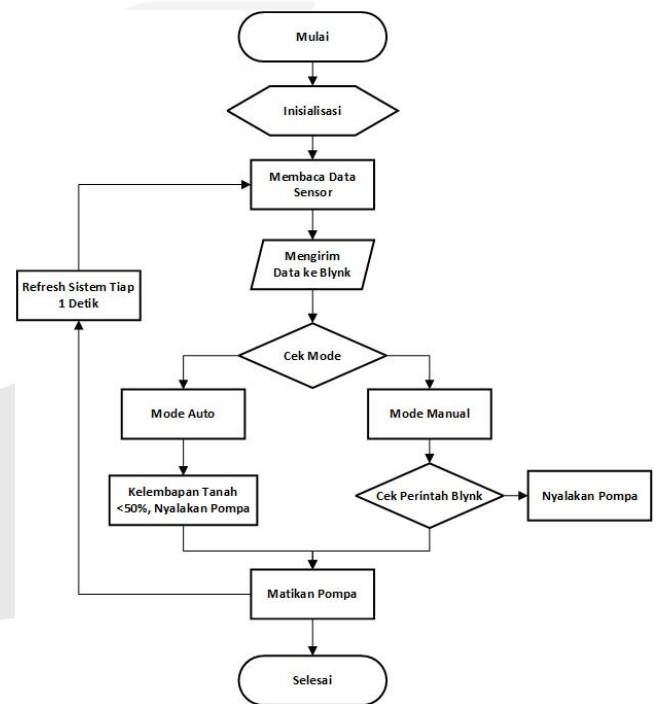 Mulai
Inisialisasi
Membaca Data
Sensor
Mengirim
Data ke Blynk
Refresh Sistem Tiap
1 Detik
Cek Mode
Mode Auto
Mode Manual
Kelembapan Tanah
<50%, Nyalakan Pompa
Cek Perintah Blynk
Nyalakan Pompa
Matikan Pompa
Selesai